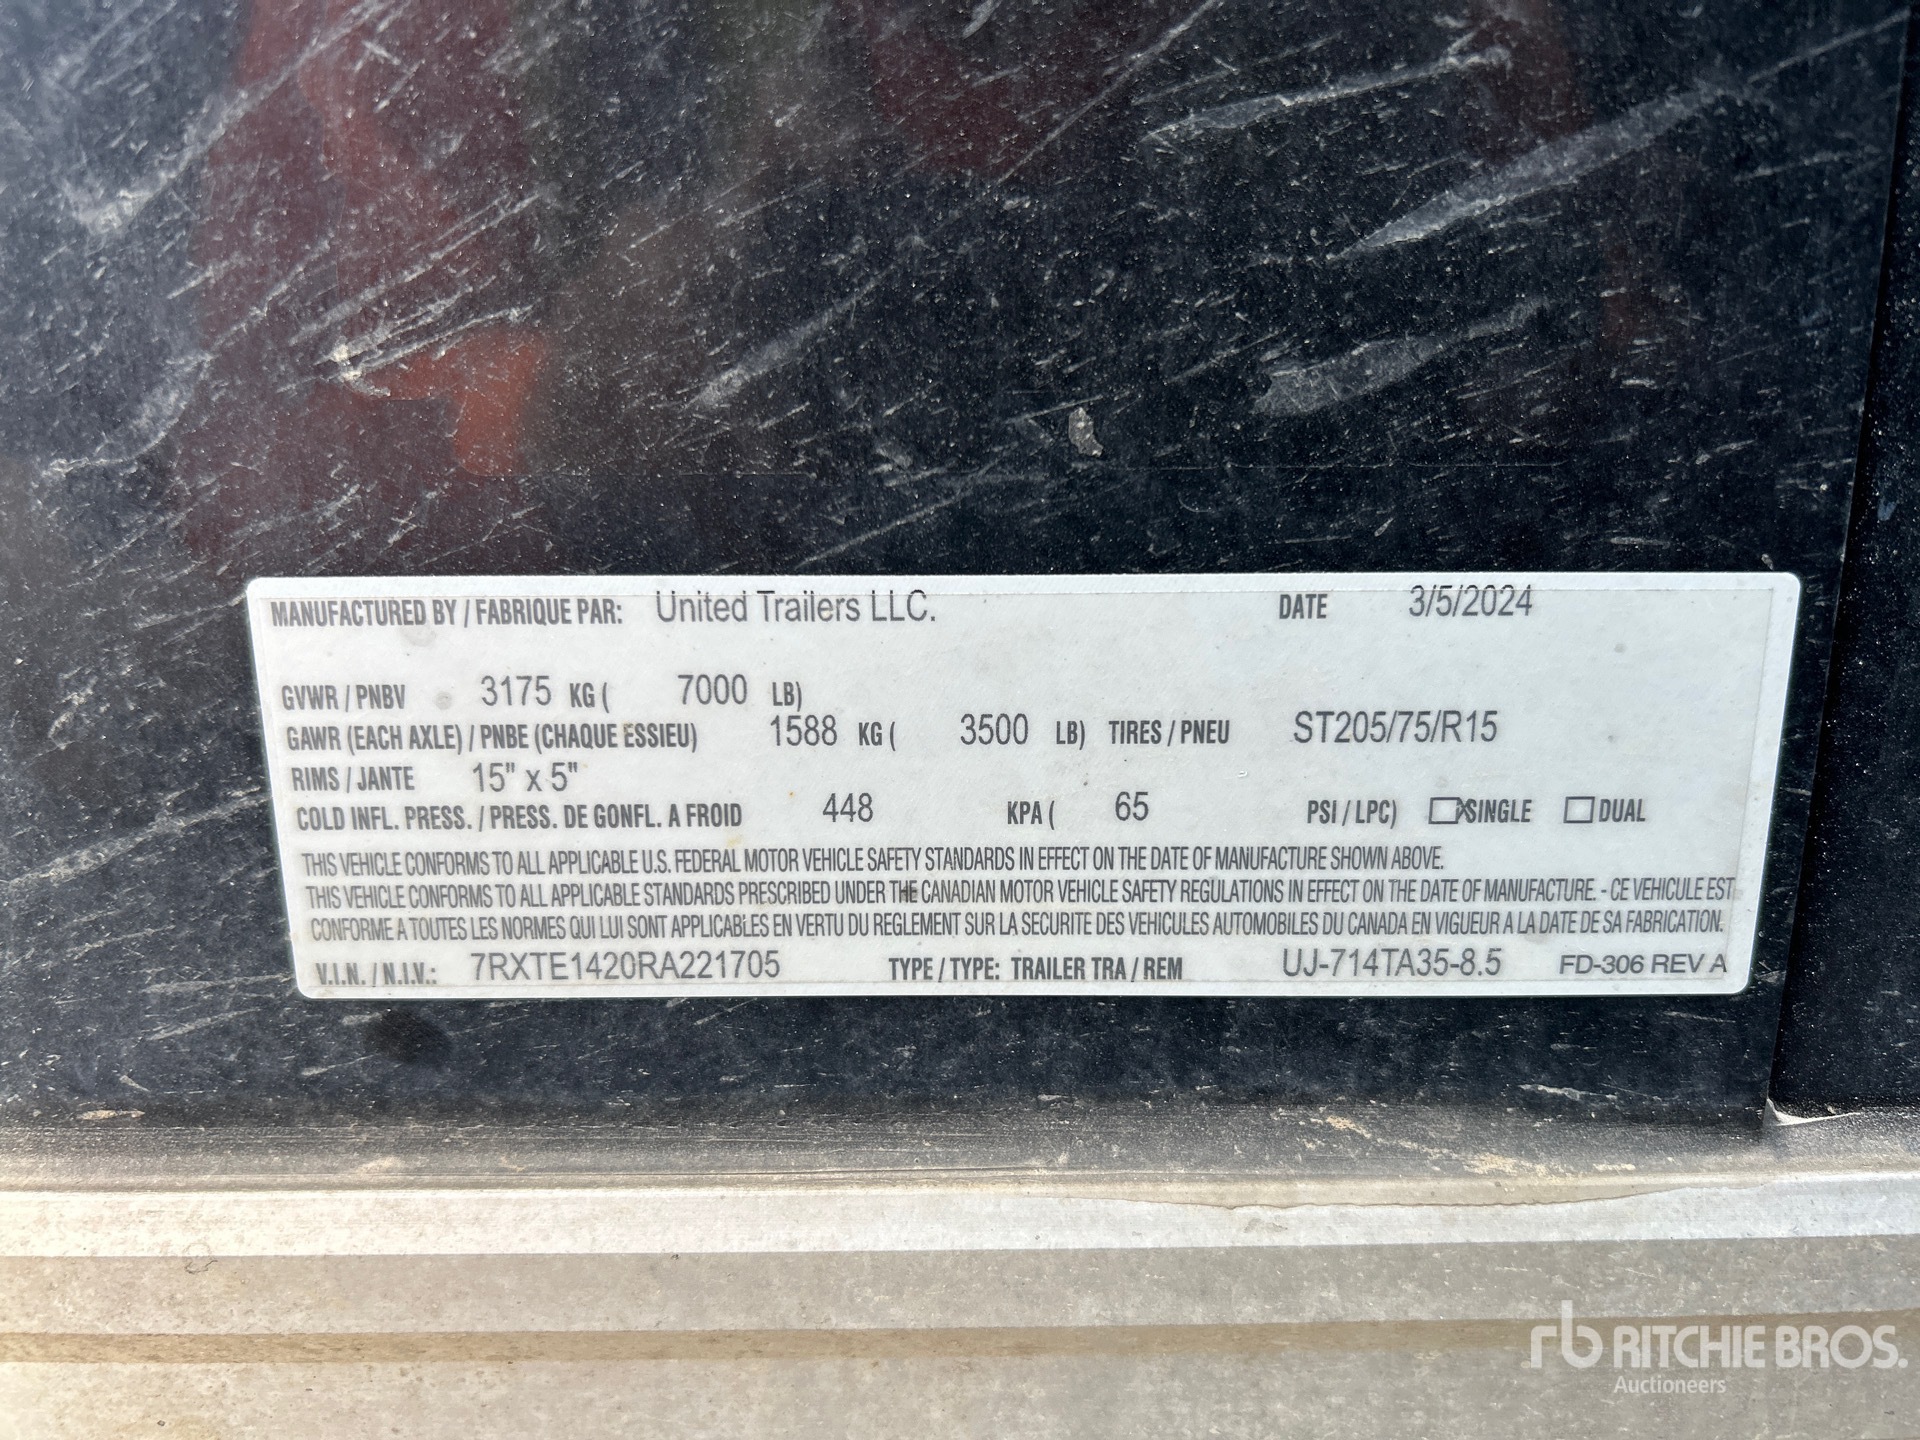 MANUFACTURED BY / FABRIQUE PAR: United Trailers LLC. DATE 3/5/2024
GVWR / PNBV 3175 KG ( 7000 LB)
GAWR (EACH AXLE) / PNBE (CHAQUE ESSIEU) 1588 KG ( 3500 LB) TIRES / PNEU ST205/75/R15
RIMS / JANTE 15" x 5"
COLD INFL. PRESS. / PRESS. DE GONFL. A FROID 448 KPA ( 65 PSI / LPC) ☒ SINGLE ☐ DUAL
THIS VEHICLE CONFORMS TO ALL APPLICABLE U.S. FEDERAL MOTOR VEHICLE SAFETY STANDARDS IN EFFECT ON THE DATE OF MANUFACTURE SHOWN ABOVE.
THIS VEHICLE CONFORMS TO ALL APPLICABLE STANDARDS PRESCRIBED UNDER THE CANADIAN MOTOR VEHICLE SAFETY REGULATIONS IN EFFECT ON THE DATE OF MANUFACTURE. - CE VEHICULE EST
CONFORME A TOUTES LES NORMES QUI LUI SONT APPLICABLES EN VERTU DU REGLEMENT SUR LA SECURITE DES VEHICULES AUTOMOBILES DU CANADA EN VIGUEUR A LA DATE DE SA FABRICATION.
V.I.N. / N.I.V.: 7RXTE1420RA221705 TYPE / TYPE: TRAILER TRA / REM UJ-714TA35-8.5 FD-306 REV A
rb RITCHIE BROS.
Auctioneers